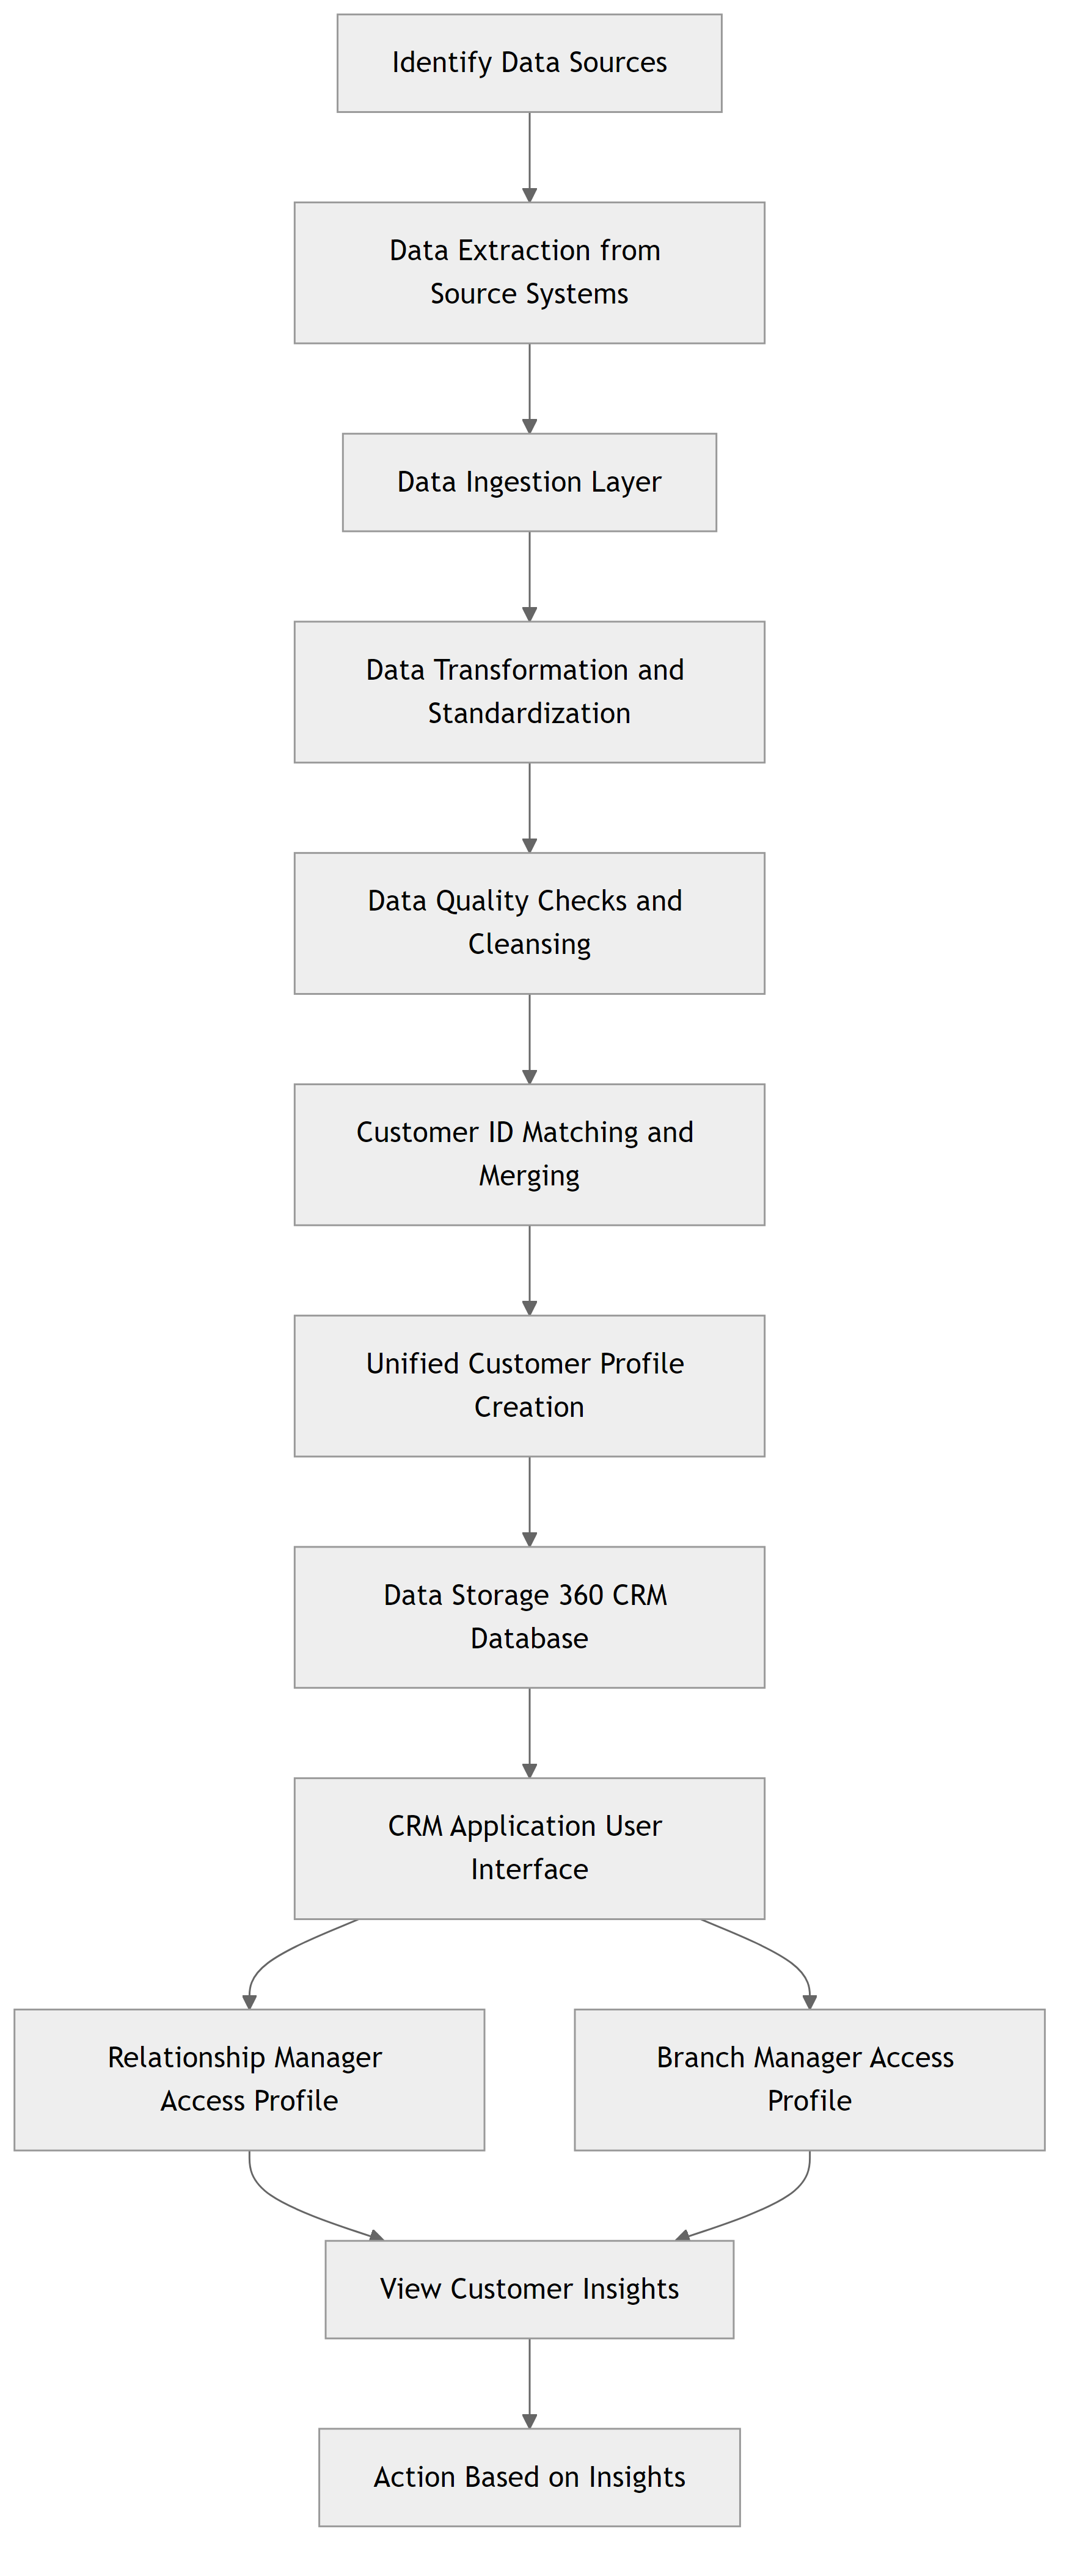 Identify Data Sources
Data Extraction from
Source Systems
Data Ingestion Layer
Data Transformation and
Standardization
Data Quality Checks and
Cleansing
Customer ID Matching and
Merging
Unified Customer Profile
Creation
Data Storage 360 CRM
Database
CRM Application User
Interface
Relationship Manager
Access Profile
Branch Manager Access
Profile
View Customer Insights
Action Based on Insights